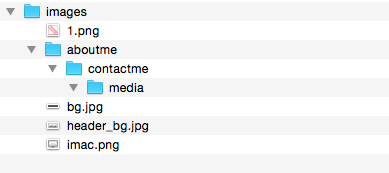 images
1.png
aboutme
contactme
media
bg.jpg
header_bg.jpg
imac.png